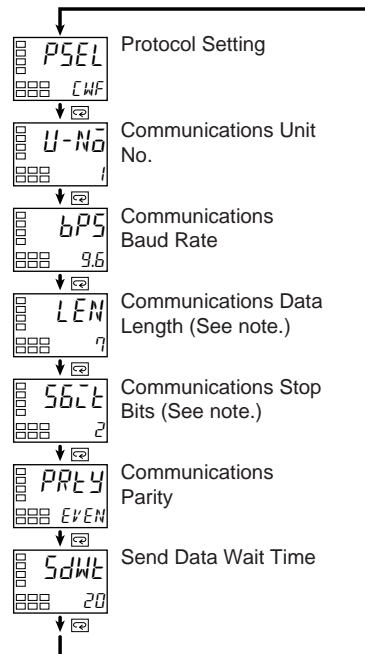 PSEL
CWF
Protocol Setting
U-No
1
Communications Unit
No.
bPS
9.6
Communications
Baud Rate
LEN
7
Communications Data
Length (See note.)
Sbit
2
Communications Stop
Bits (See note.)
PRtY
EVEN
Communications
Parity
SdWt
20
Send Data Wait Time